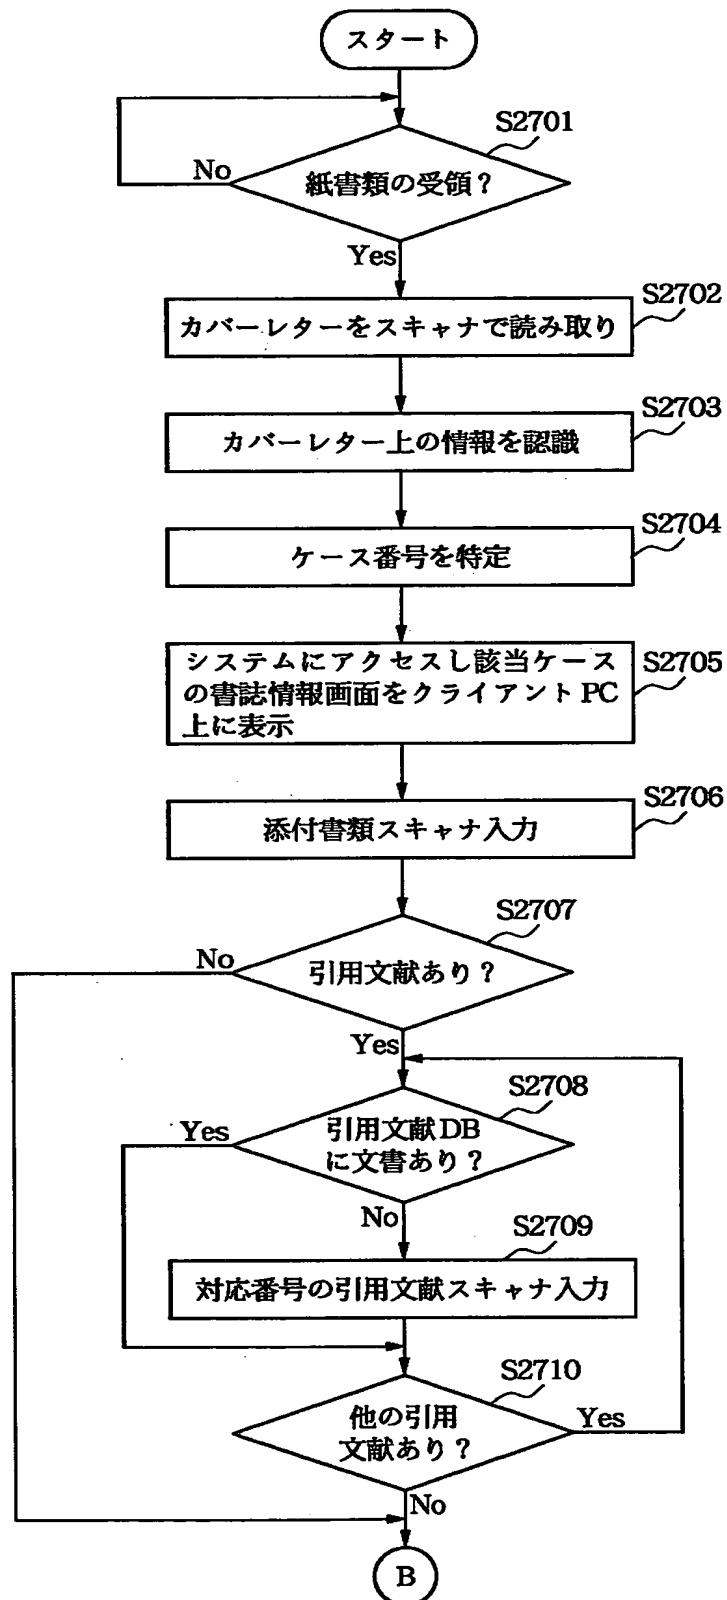 スタート
S2701
No
紙書類の受領？
Yes
S2702
カバーレターをスキャナで読み取り
S2703
カバーレター上の情報を認識
S2704
ケース番号を特定
S2705
システムにアクセスし該当ケース
の書誌情報画面をクライアントPC
上に表示
S2706
添付書類スキャナ入力
S2707
No
引用文献あり？
Yes
S2708
Yes
引用文献DB
に文書あり？
No
S2709
対応番号の引用文献スキャナ入力
S2710
他の引用
文献あり？
Yes
No
B